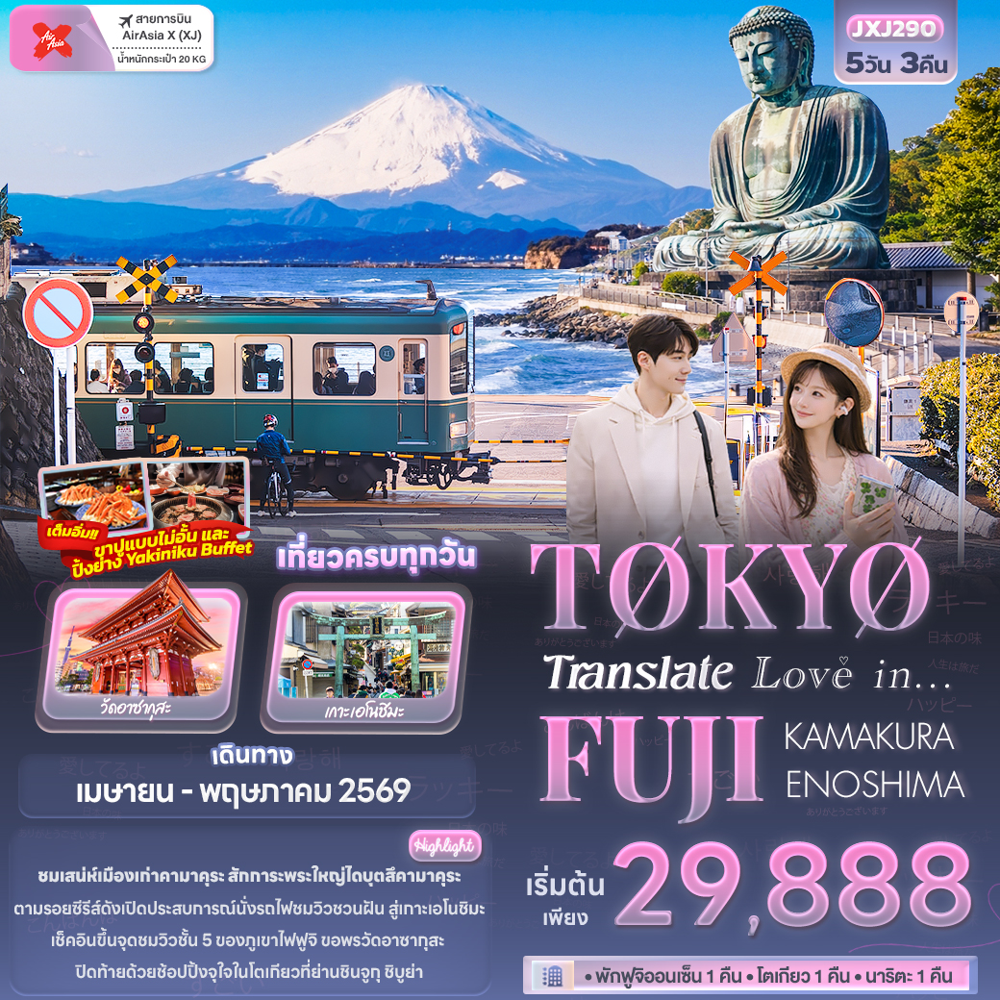 Air
Asia
สายการบิน
AirAsia X (XJ)
น้ำหนักกระเป๋า 20 KG
JXJ290
5วัน 3คืน
เต็มอิ่ม!!
ขาปูแบบไม่อั้น และ
ปิ้งย่าง Yakiniku Buffet
เที่ยวครบทุกวัน
วัดอาซากุสะ
เกาะเอโนชิมะ
TOKYO
Translate Love in...
FUJI
KAMAKURA
ENOSHIMA
เดินทาง
เมษายน - พฤษภาคม 2569
Highlight
ชมเสน่ห์เมืองเก่าคามาคุระ สักการะพระใหญ่ไดบุตสึคามาคุระ
ตามรอยซีรีส์ดังเปิดประสบการณ์นั่งรถไฟชมวิวชวนฝัน สู่เกาะเอโนชิมะ
เช็คอินขึ้นจุดชมวิวชั้น 5 ของภูเขาไฟฟูจิ ขอพรวัดอาซากุสะ
ปิดท้ายด้วยช้อปปิ้งจุใจในโตเกียวที่ย่านชินจูกุ ชิบูย่า
เริ่มต้น
เพียง
29,888
• พักฟูจิออนเซ็น 1 คืน • โตเกียว 1 คืน • นาริตะ 1 คืน